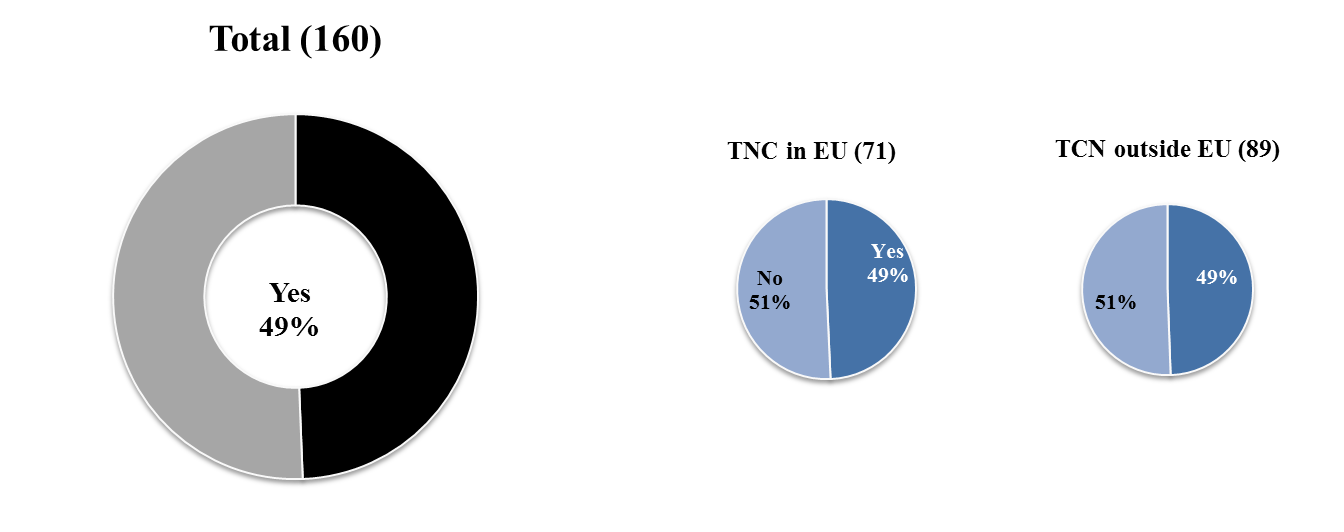 Total (160)
Yes
49%
TNC in EU (71)
Yes
49%
No
51%
TCN outside EU (89)
49%
51%